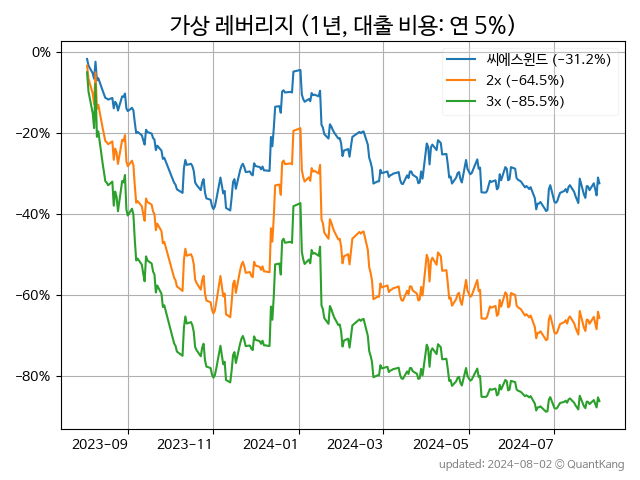 가상 레버리지 (1년, 대출 비용: 연 5%)
씨에스윈드 (−31.2%)
2x (−64.5%)
3x (−85.5%)
0%
−20%
−40%
−60%
−80%
2023-09 2023-11 2024-01 2024-03 2024-05 2024-07
updated: 2024-08-02 © QuantKang